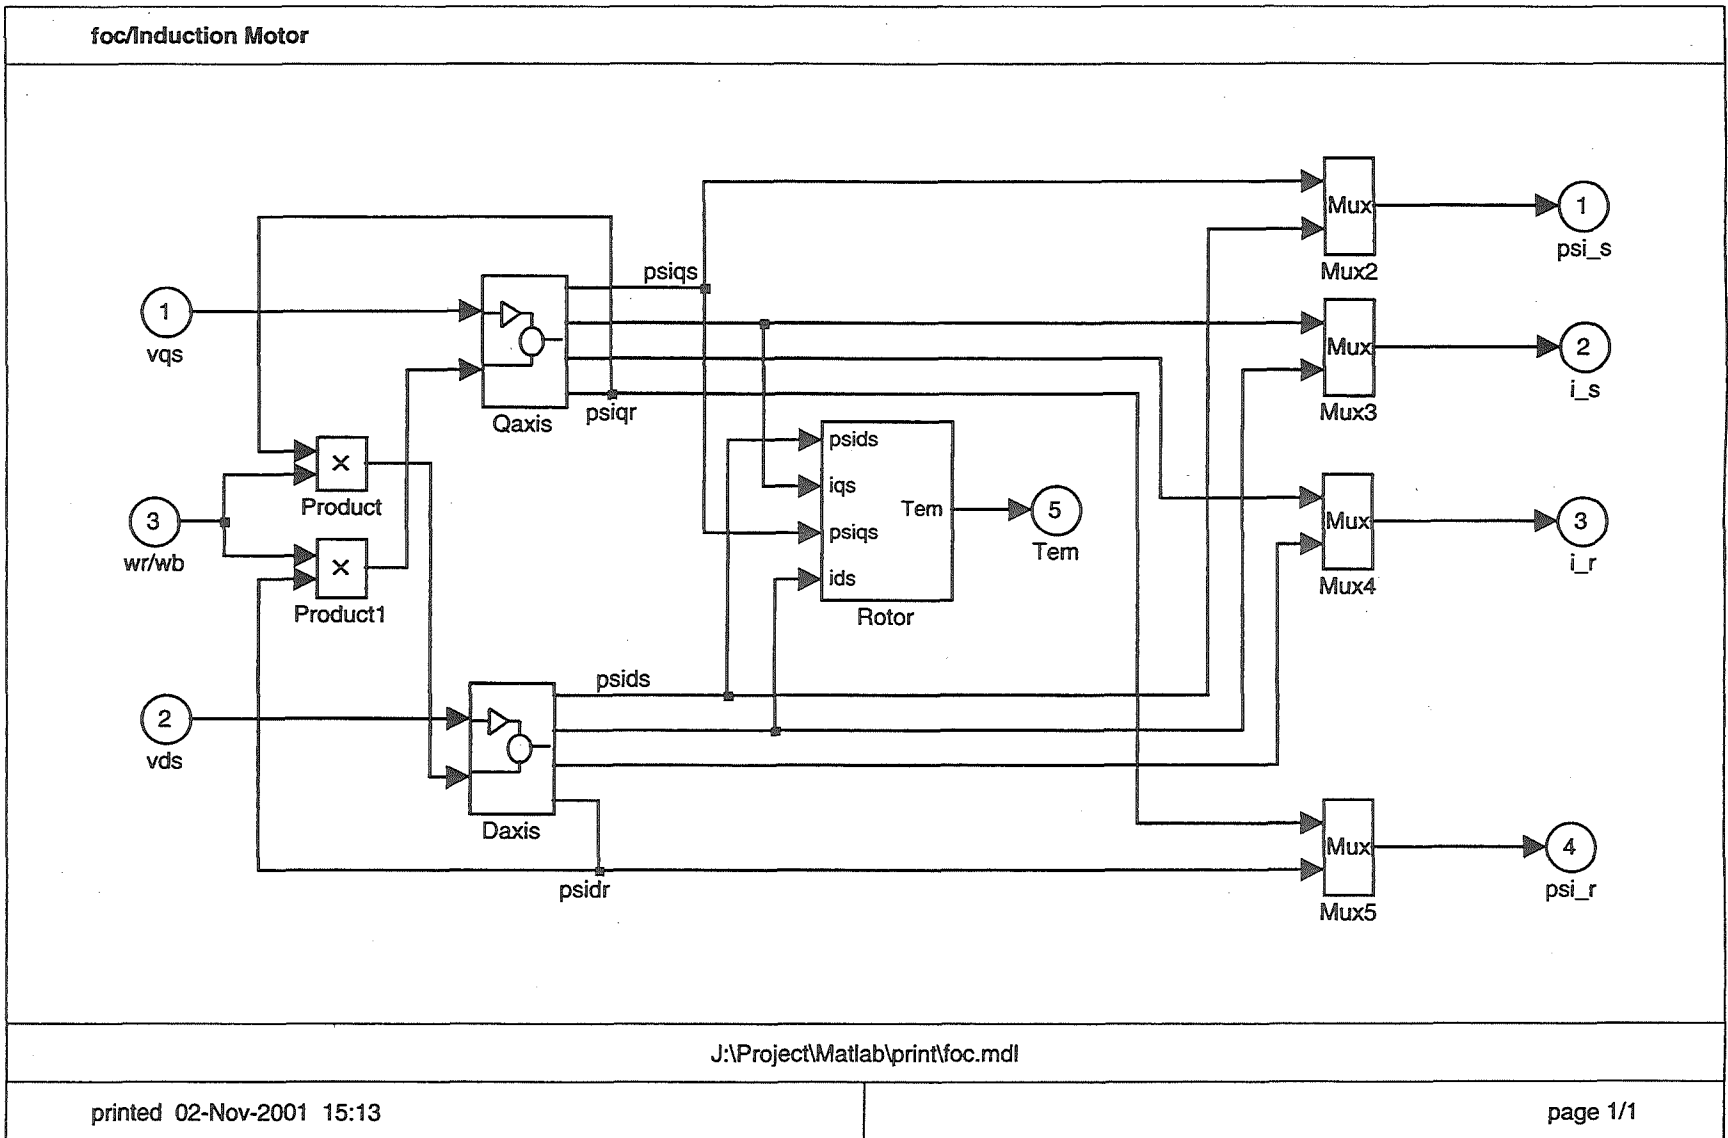 foc/Induction Motor
Mux
1
psi_s
Mux2
psiqs
1
vqs
Mux
2
i_s
Mux3
Qaxis
psiqr
psids
iqs
Tem
psiqs
ids
Rotor
5
Tem
×
Product
3
wr/wb
×
Product1
Mux
3
i_r
Mux4
psids
2
vds
Daxis
psidr
Mux
4
psi_r
Mux5
J:\Project\Matlab\print\foc.mdl
printed 02-Nov-2001 15:13
page 1/1